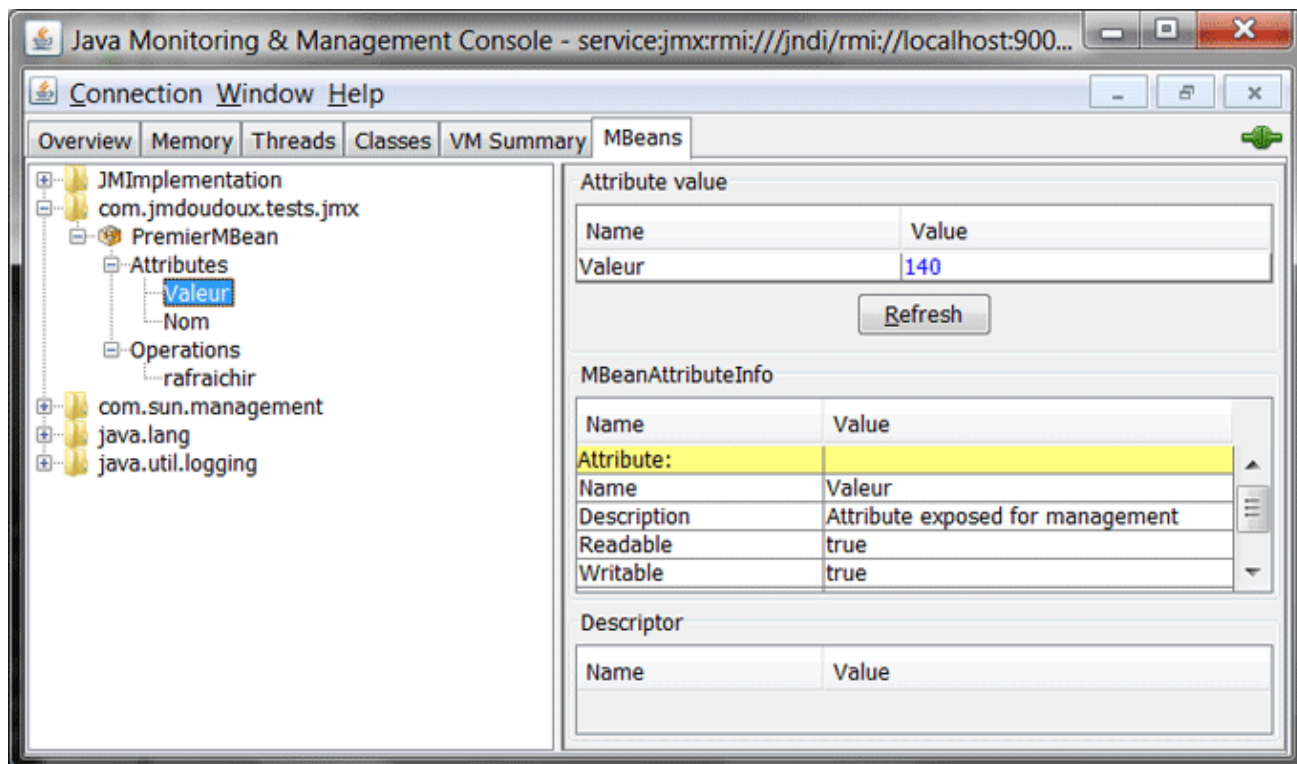 Java Monitoring & Management Console - service:jmx:rmi:///jndi/rmi://localhost:900...
Connection Window Help
Overview Memory Threads Classes VM Summary MBeans
JMImplementation
com.jmdoudoux.tests.jmx
PremierMBean
Attributes
Valeur
Nom
Operations
rafraichir
com.sun.management
java.lang
java.util.logging
Attribute value
Name Value
Valeur 140
Refresh
MBeanAttributeInfo
Name Value
Attribute:
Name Valeur
Description Attribute exposed for management
Readable true
Writable true
Descriptor
Name Value